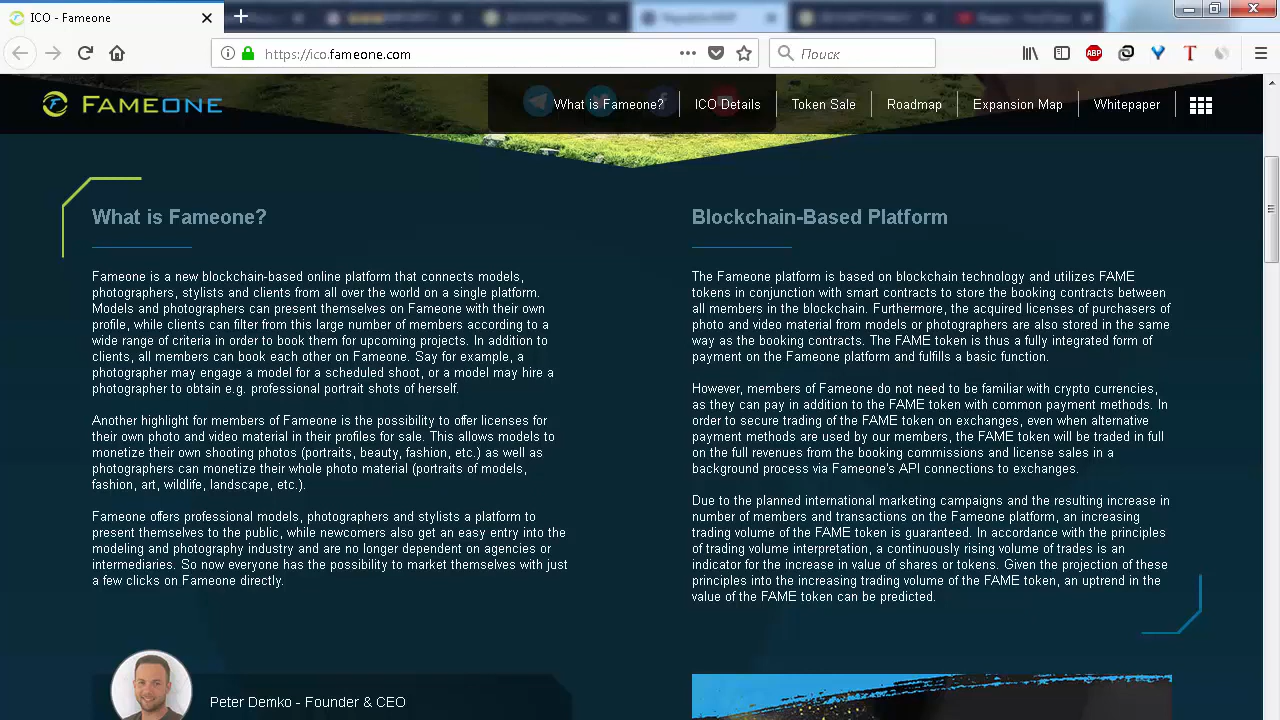 ICO - Fameone
https://ico.fameone.com
Поиск
ABP
T
FAMEONE
What is Fameone?
ICO Details
Token Sale
Roadmap
Expansion Map
Whitepaper
What is Fameone?
Fameone is a new blockchain-based online platform that connects models,
photographers, stylists and clients from all over the world on a single platform.
Models and photographers can present themselves on Fameone with their own
profile, while clients can filter from this large number of members according to a
wide range of criteria in order to book them for upcoming projects. In addition to
clients, all members can book each other on Fameone. Say for example, a
photographer may engage a model for a scheduled shoot, or a model may hire a
photographer to obtain e.g. professional portrait shots of herself.
Another highlight for members of Fameone is the possibility to offer licenses for
their own photo and video material in their profiles for sale. This allows models to
monetize their own shooting photos (portraits, beauty, fashion, etc.) as well as
photographers can monetize their whole photo material (portraits of models,
fashion, art, wildlife, landscape, etc.).
Fameone offers professional models, photographers and stylists a platform to
present themselves to the public, while newcomers also get an easy entry into the
modeling and photography industry and are no longer dependent on agencies or
intermediaries. So now everyone has the possibility to market themselves with just
a few clicks on Fameone directly.
Blockchain-Based Platform
The Fameone platform is based on blockchain technology and utilizes FAME
tokens in conjunction with smart contracts to store the booking contracts between
all members in the blockchain. Furthermore, the acquired licenses of purchasers of
photo and video material from models or photographers are also stored in the same
way as the booking contracts. The FAME token is thus a fully integrated form of
payment on the Fameone platform and fulfills a basic function.
However, members of Fameone do not need to be familiar with crypto currencies,
as they can pay in addition to the FAME token with common payment methods. In
order to secure trading of the FAME token on exchanges, even when alternative
payment methods are used by our members, the FAME token will be traded in full
on the full revenues from the booking commissions and license sales in a
background process via Fameone's API connections to exchanges.
Due to the planned international marketing campaigns and the resulting increase in
number of members and transactions on the Fameone platform, an increasing
trading volume of the FAME token is guaranteed. In accordance with the principles
of trading volume interpretation, a continuously rising volume of trades is an
indicator for the increase in value of shares or tokens. Given the projection of these
principles into the increasing trading volume of the FAME token, an uptrend in the
value of the FAME token can be predicted.
Peter Demko - Founder & CEO